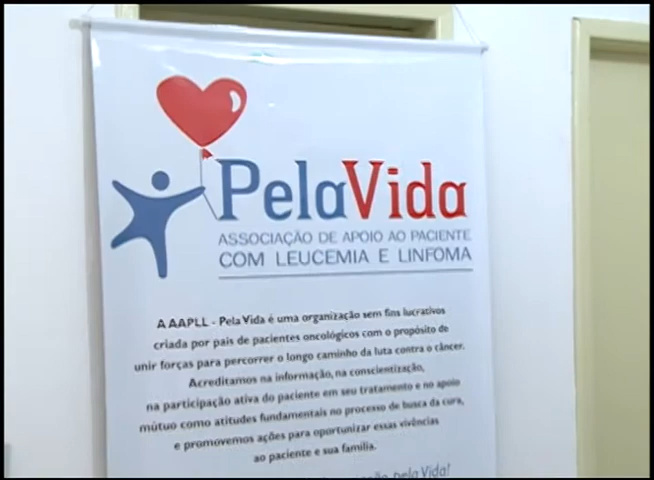 PelaVida
ASSOCIAÇÃO DE APOIO AO PACIENTE
COM LEUCEMIA E LINFOMA
A AAPLL - Pela Vida é uma organização sem fins lucrativos
criada por pais de pacientes oncológicos com o propósito de
unir forças para percorrer o longo caminho da luta contra o câncer.
Acreditamos na informação, na conscientização,
na participação ativa do paciente em seu tratamento e no apoio
mútuo como atitudes fundamentais no processo de busca da cura,
e promovemos ações para oportunizar essas vivências
ao paciente e sua família.
pela Vida!